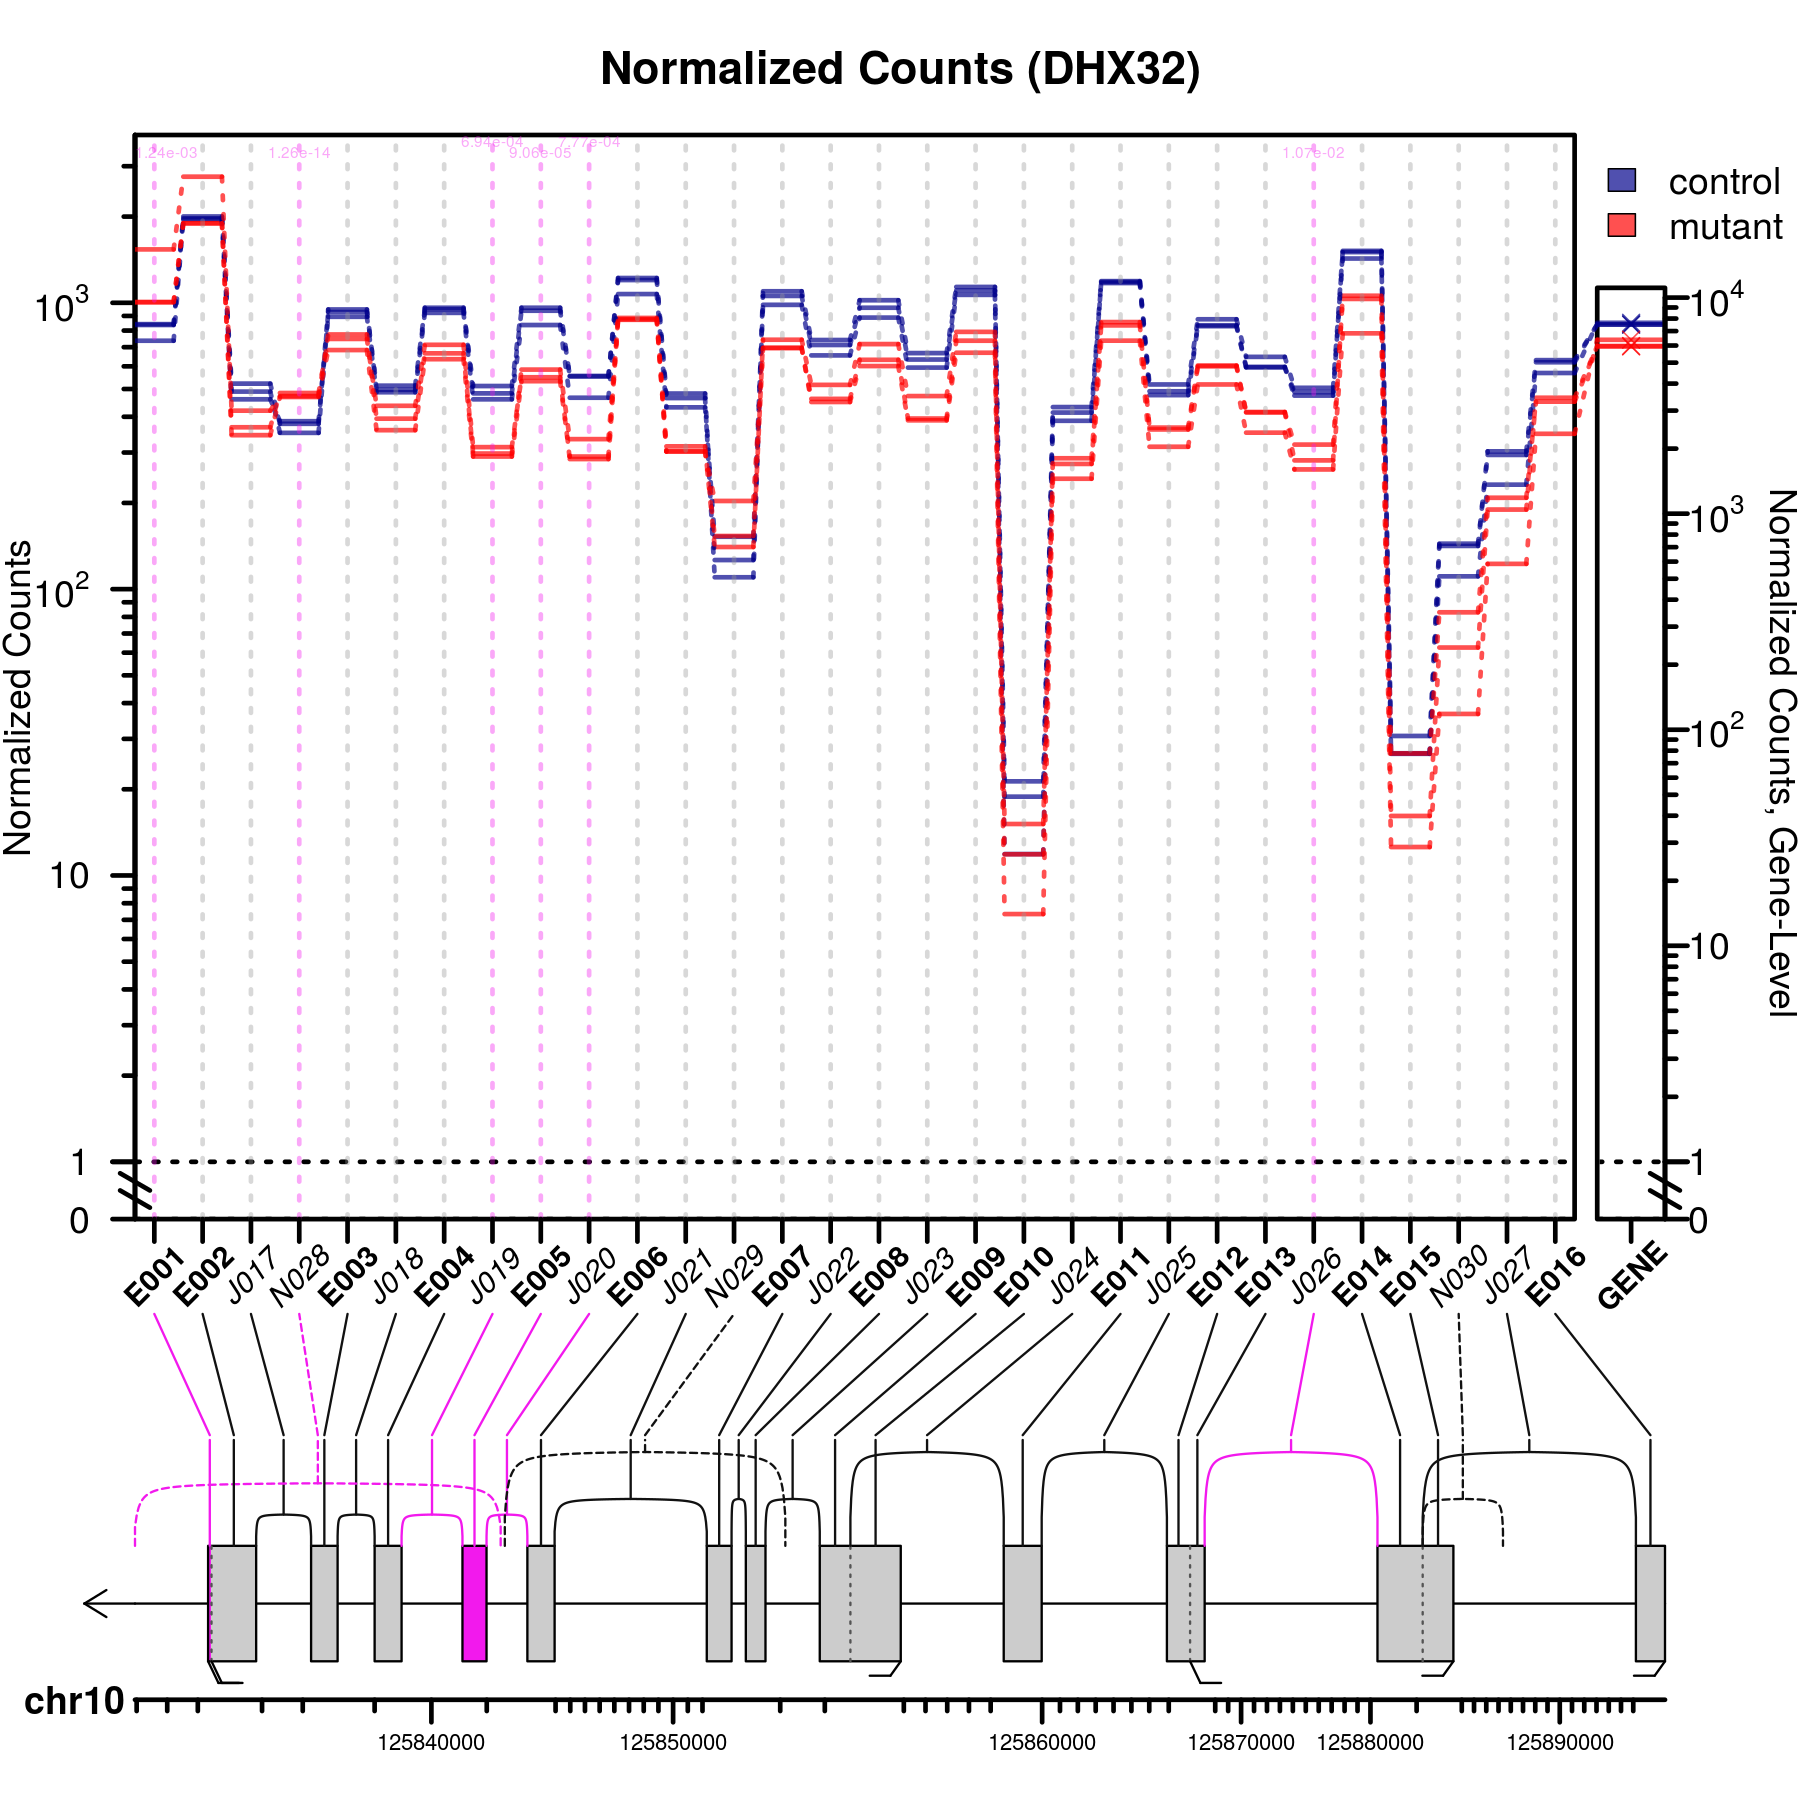 Normalized Counts (DHX32)
1.24e-03
1.26e-14
6.94e-04
9.06e-05
7.77e-04
1.07e-02
control
mutant
Normalized Counts
10³
10²
10
1
0
10⁴
10³
10²
10
1
0
Normalized Counts, Gene-Level
E001 E002 J017 N028 E003 J018 E004 J019 E005 J020 E006 J021 N029 E007 J022 E008 J023 E009 E010 J024 E011 J025 E012 E013 J026 E014 E015 N030 J027 E016 GENE
chr10
125840000 125850000 125860000 125870000 125880000 125890000